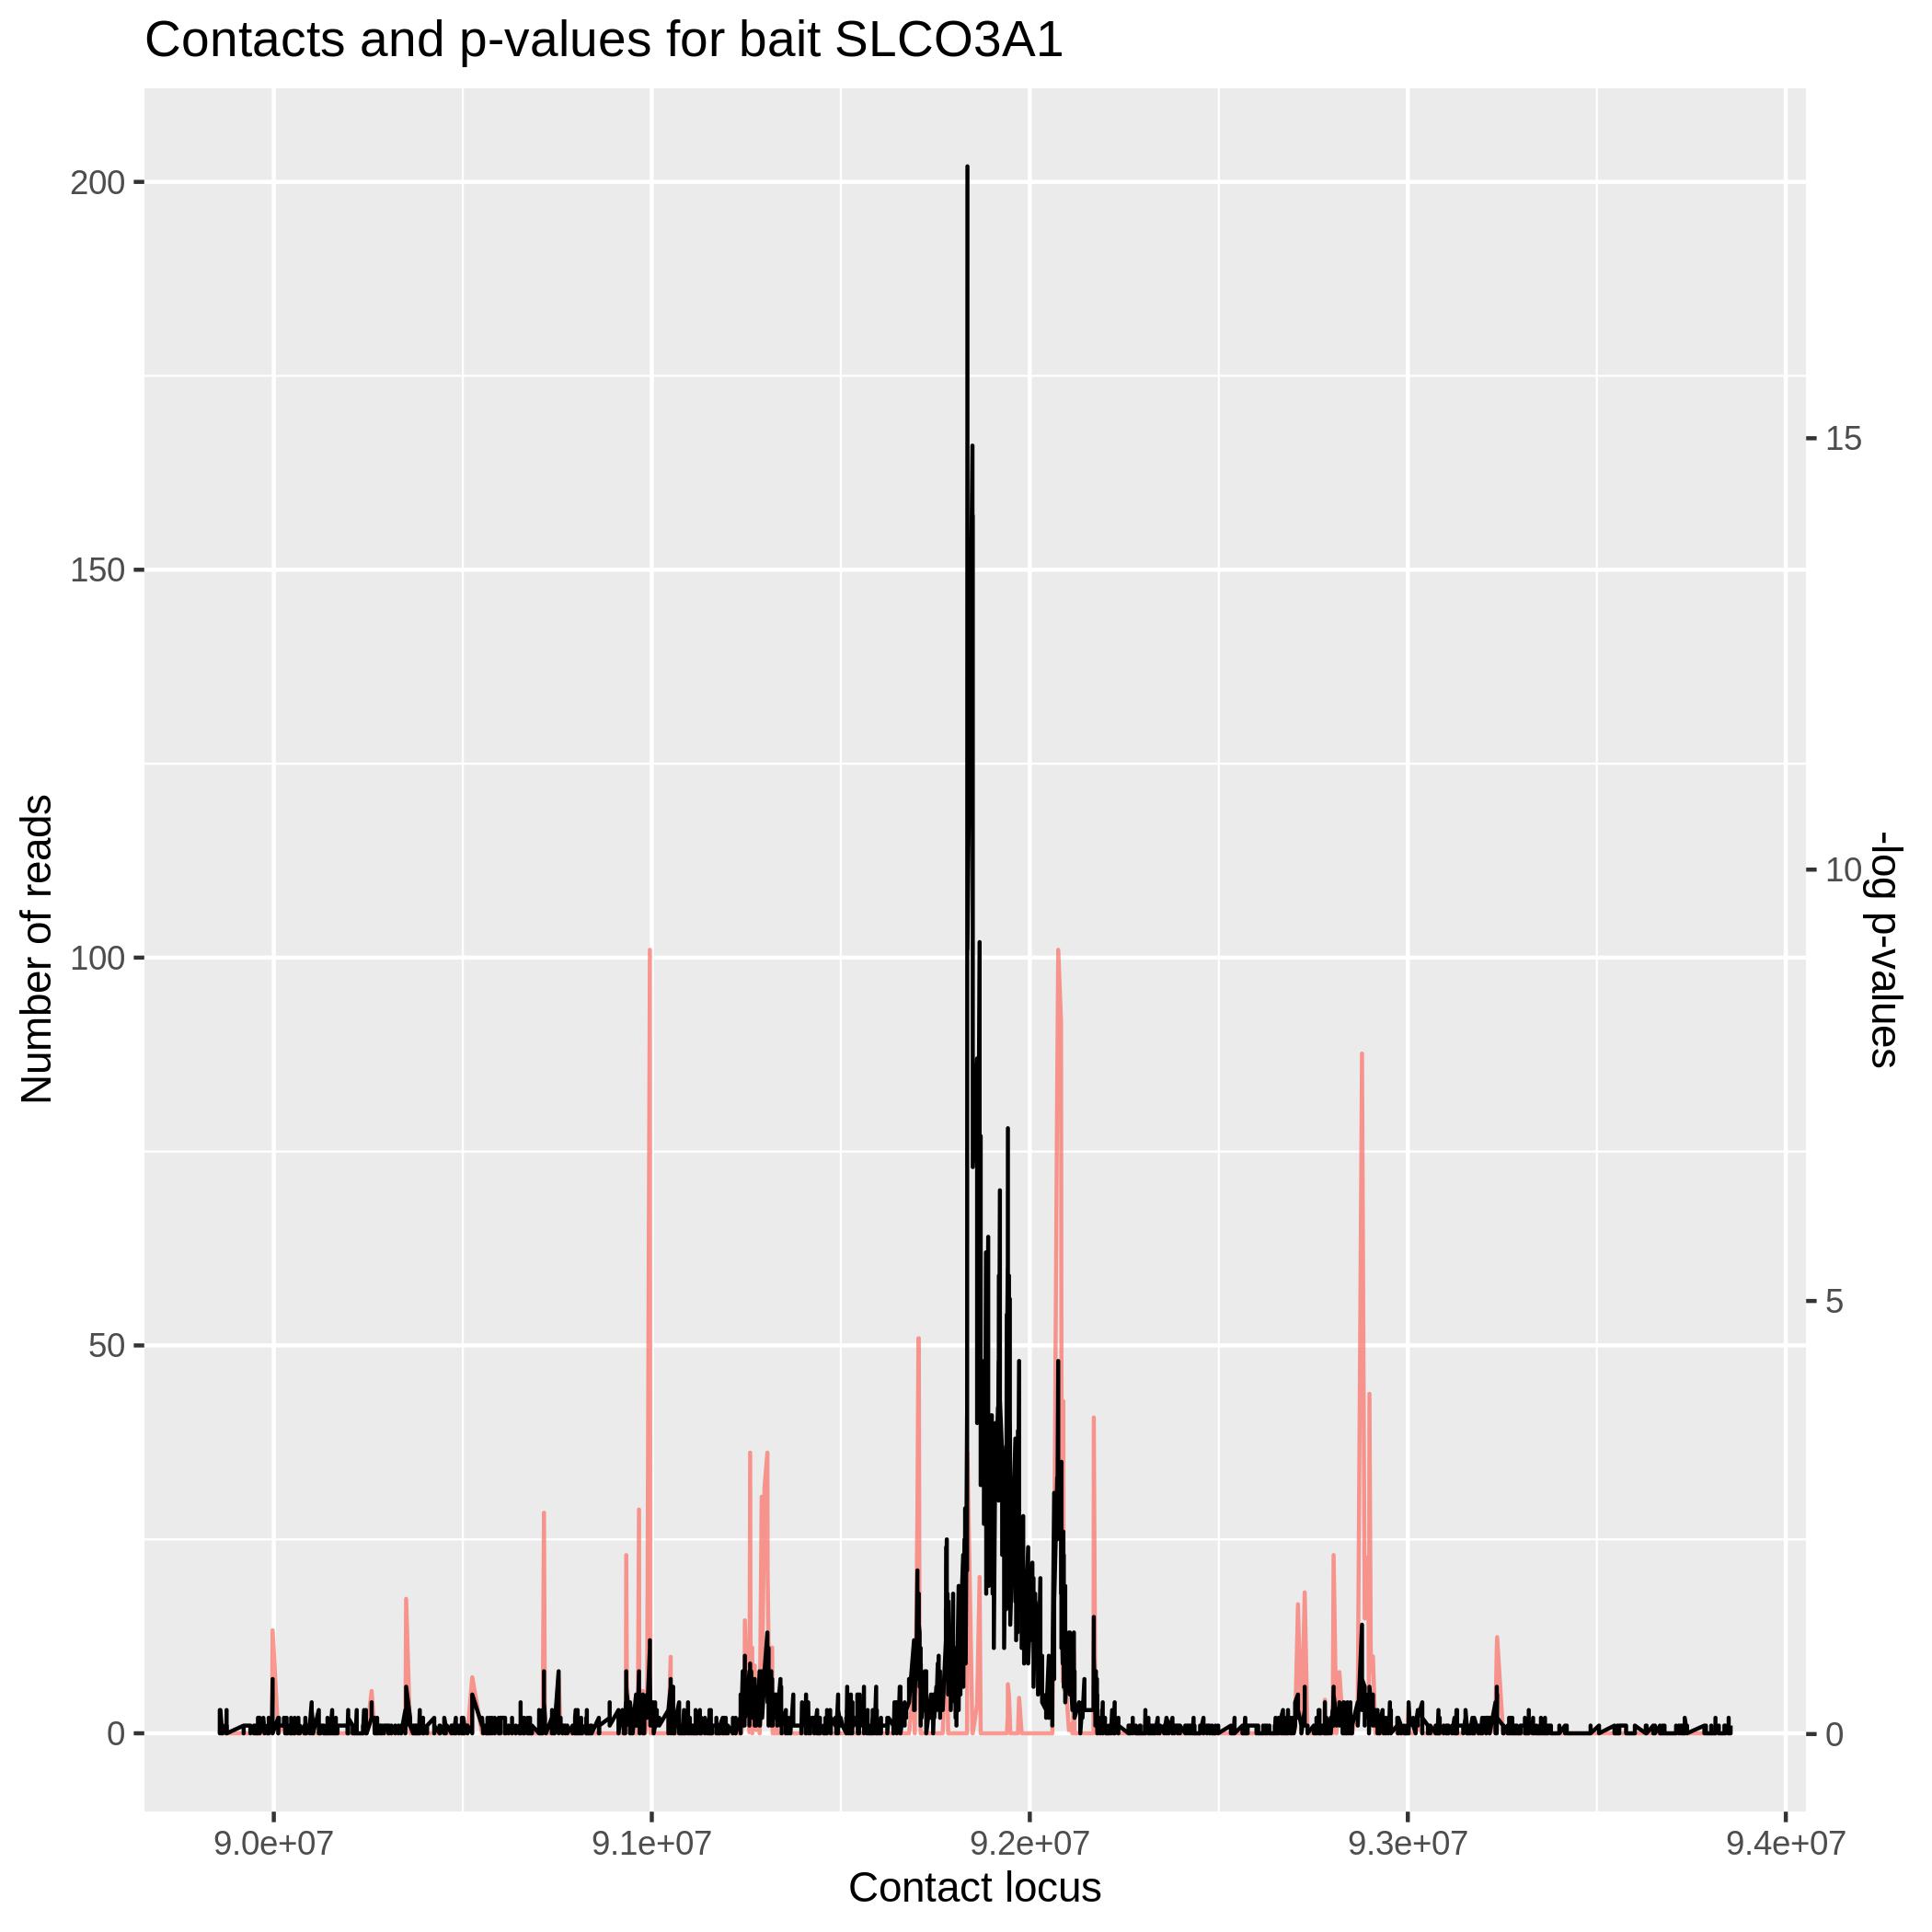 Contacts and p-values for bait SLCO3A1
200
150
100
50
0
Number of reads
15
10
5
0
-log p-values
9.0e+07
9.1e+07
9.2e+07
9.3e+07
9.4e+07
Contact locus